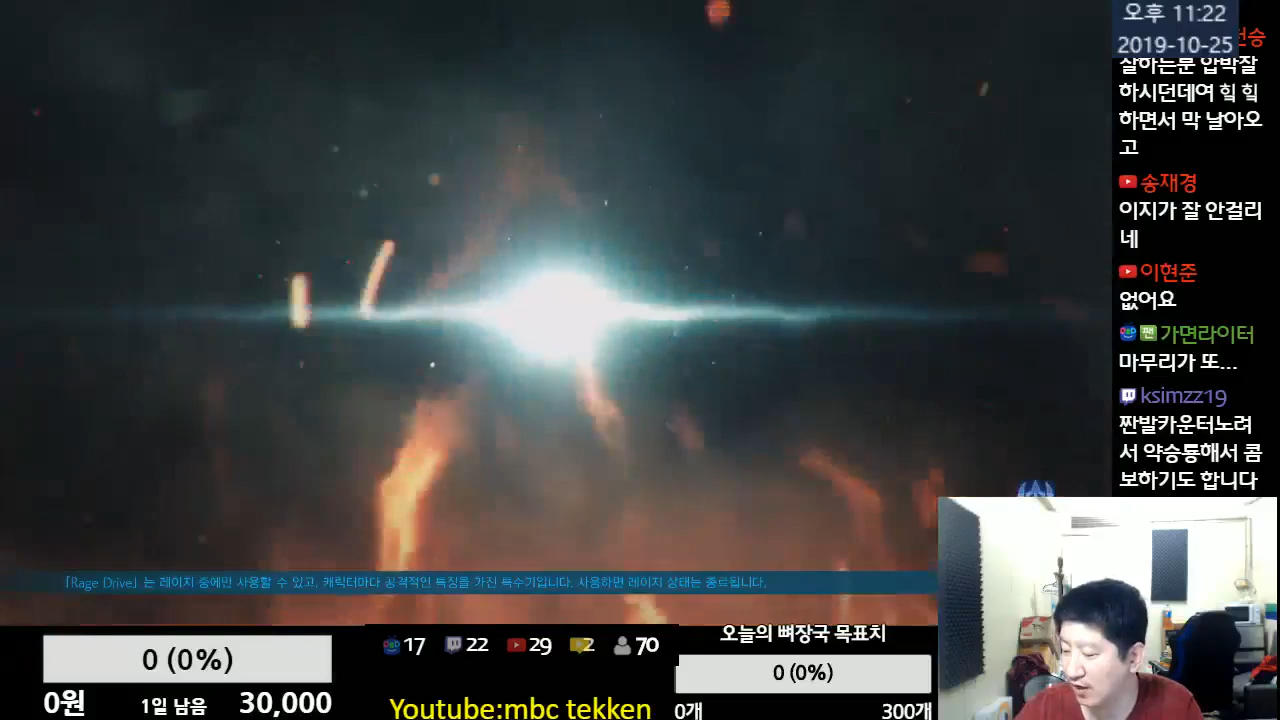 오후 11:22
2019-10-25
잘하는분 압박잘
하시던데여 힉 힉
하면서 막 날아오
고
송재경
이지가 잘 안걸리
네
이현준
없어요
팬 가면라이터
마무리가 또...
ksimzz19
짠발카운터노려
서 약승룡해서 콤
보하기도 합니다
「Rage Drive」는 레이지 중에만 사용할 수 있고, 캐릭터마다 공격적인 특징을 가진 특수기입니다. 사용하면 레이지 상태는 종료됩니다.
0 (0%)
0원 1일 남음 30,000
17 22 29 2 70
Youtube:mbc tekken
오늘의 뼈장국 목표치
0 (0%)
0개 300개